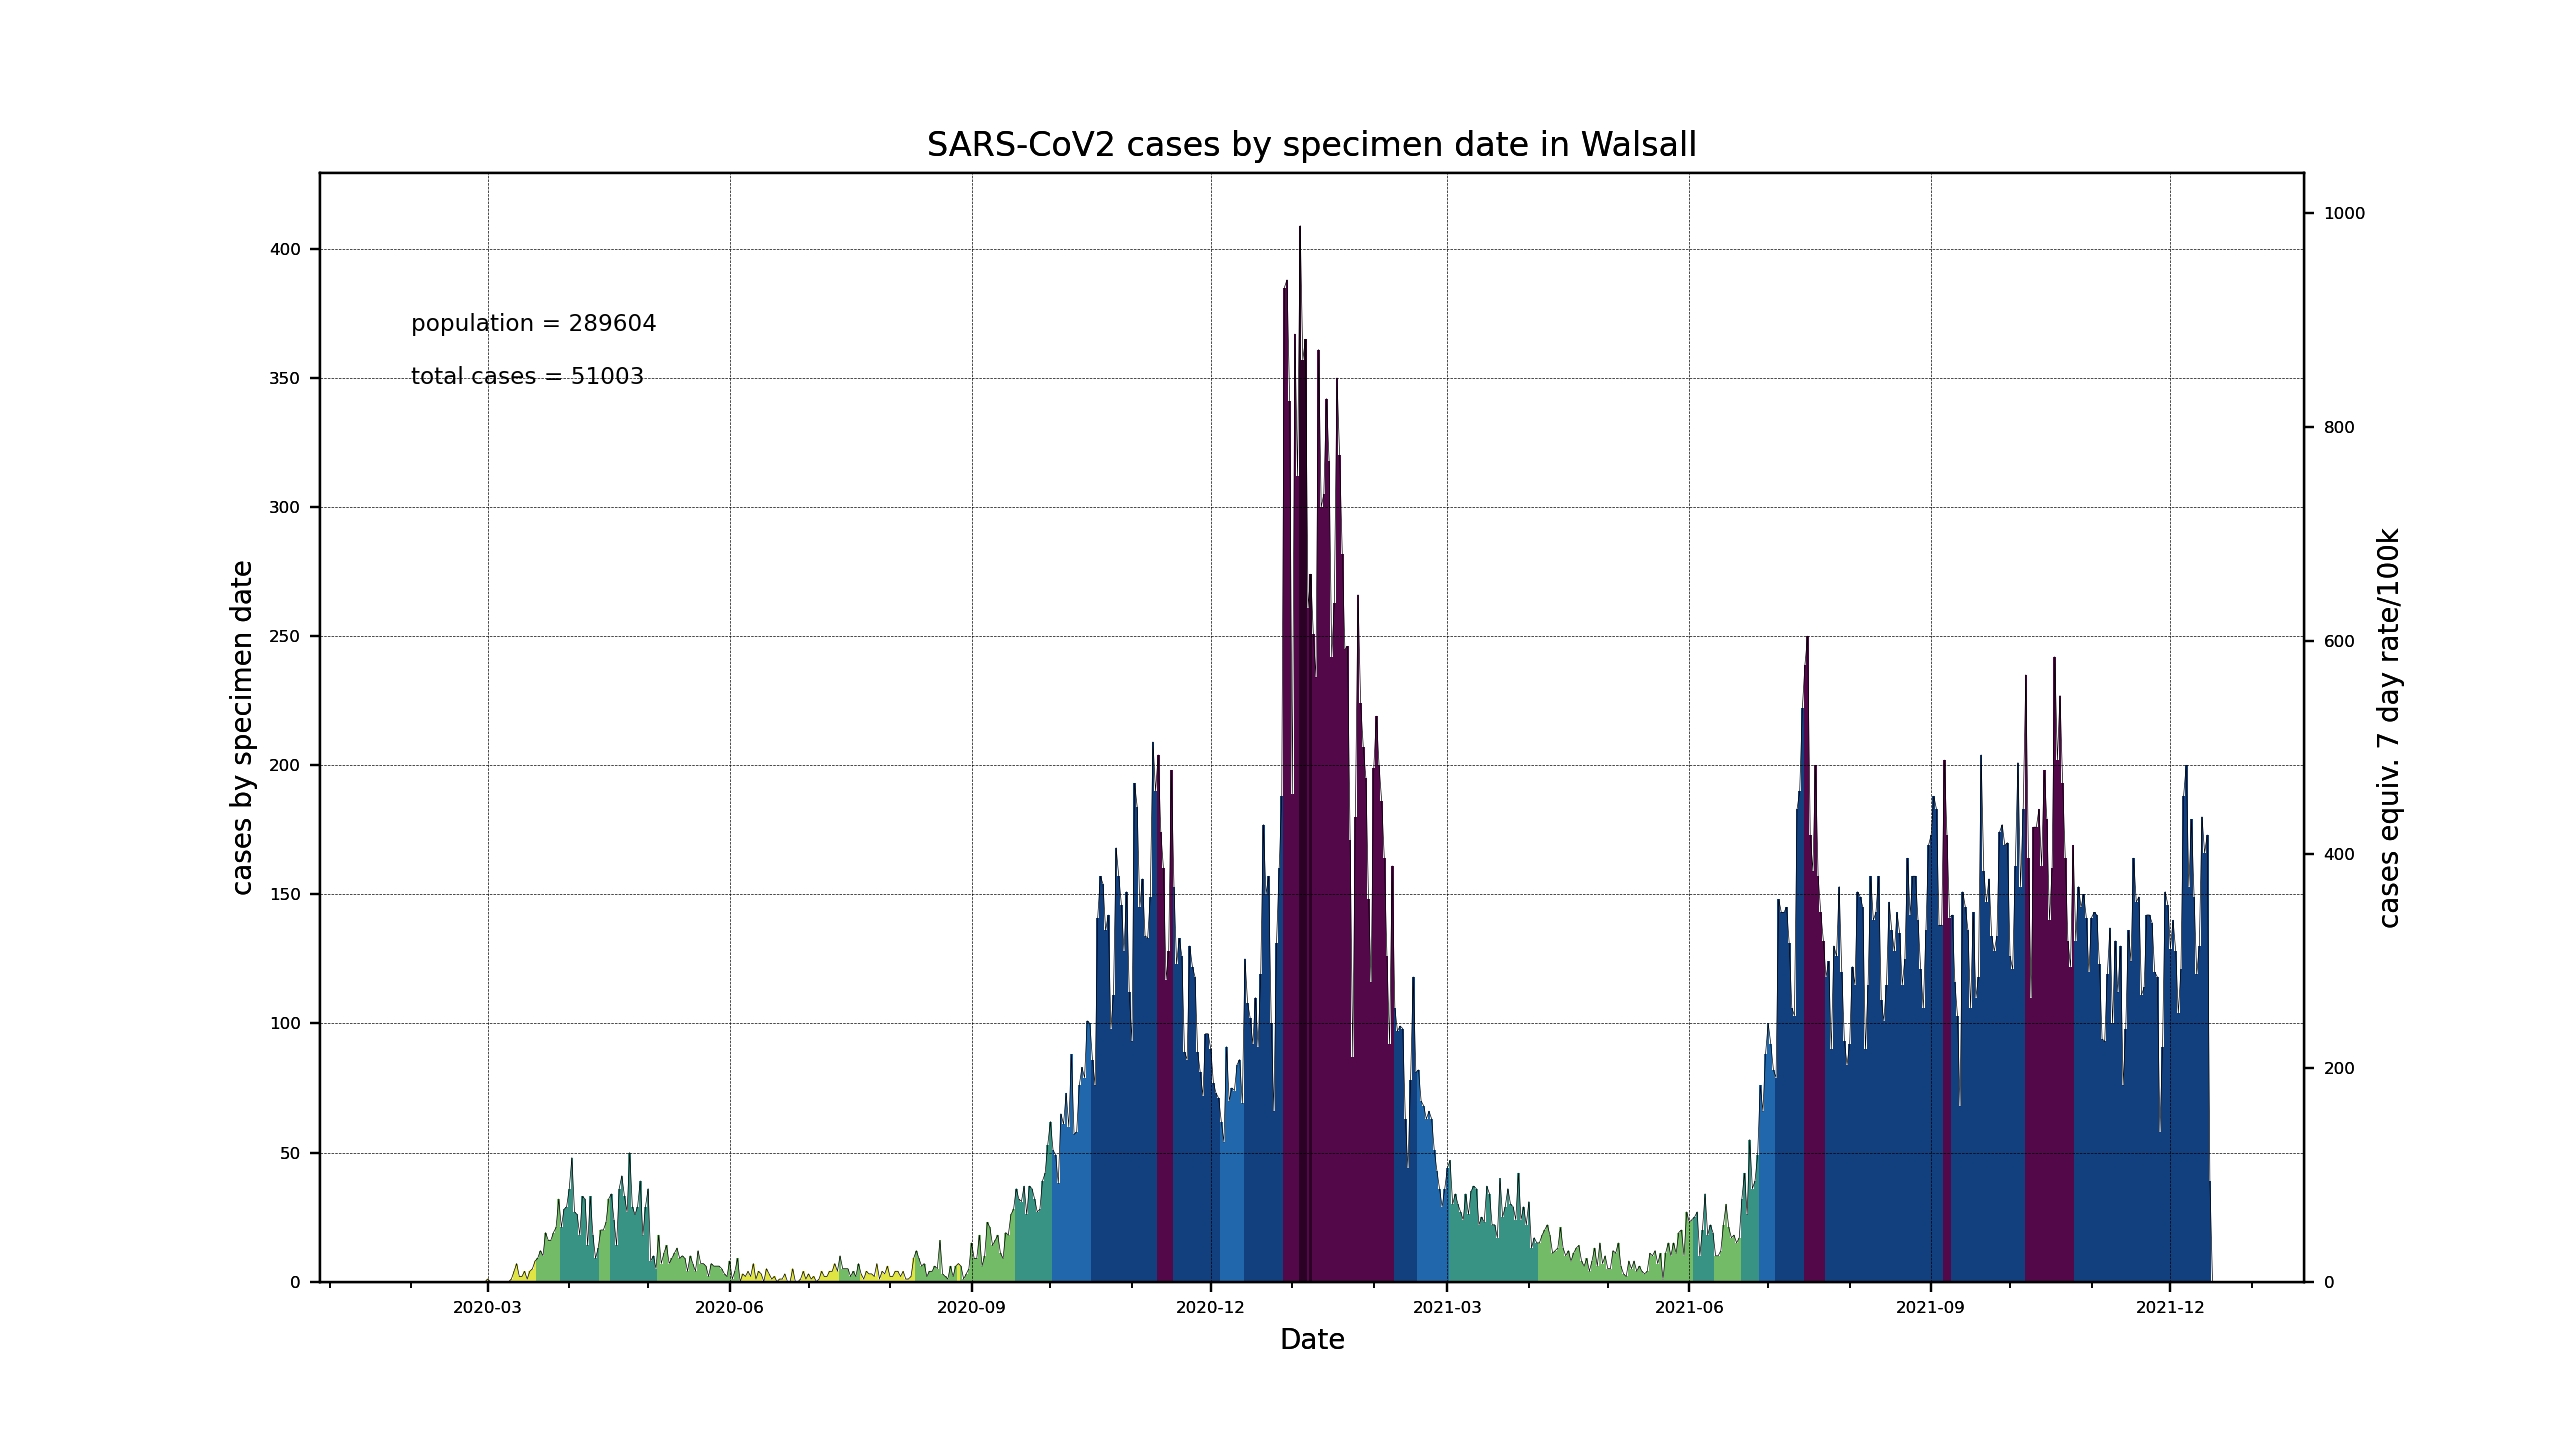 SARS-CoV2 cases by specimen date in Walsall
population = 289604
total cases = 51003
cases by specimen date
400
350
300
250
200
150
100
50
0
1000
800
600
400
200
0
cases equiv. 7 day rate/100k
2020-03 2020-06 2020-09 2020-12 2021-03 2021-06 2021-09 2021-12
Date